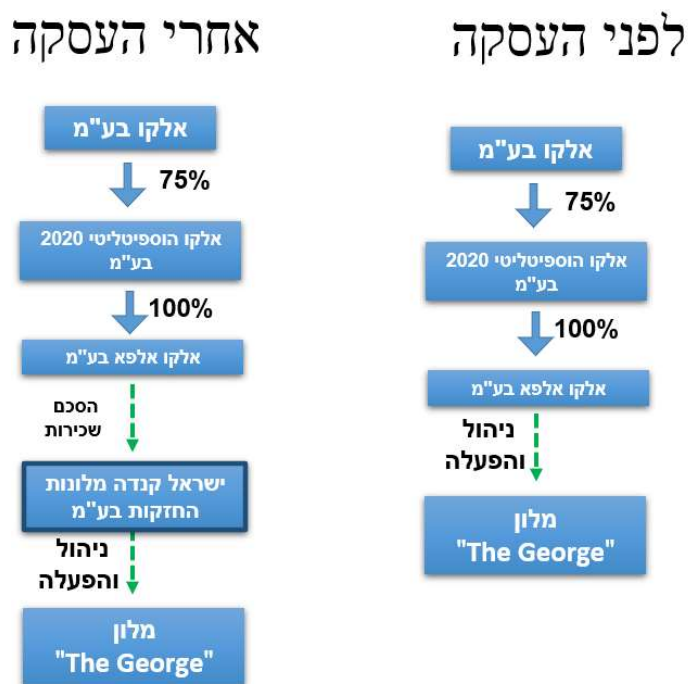 לפני העסקה
אלקו בע"מ
75%
אלקו הוספיטליטי 2020
בע"מ
100%
אלקו אלפא בע"מ
ניהול
והפעלה
מלון
"The George"
אחרי העסקה
אלקו בע"מ
75%
אלקו הוספיטליטי 2020
בע"מ
100%
אלקו אלפא בע"מ
הסכם
שכירות
ישראל קנדה מלונות
החזקות בע"מ
ניהול
והפעלה
מלון
"The George"